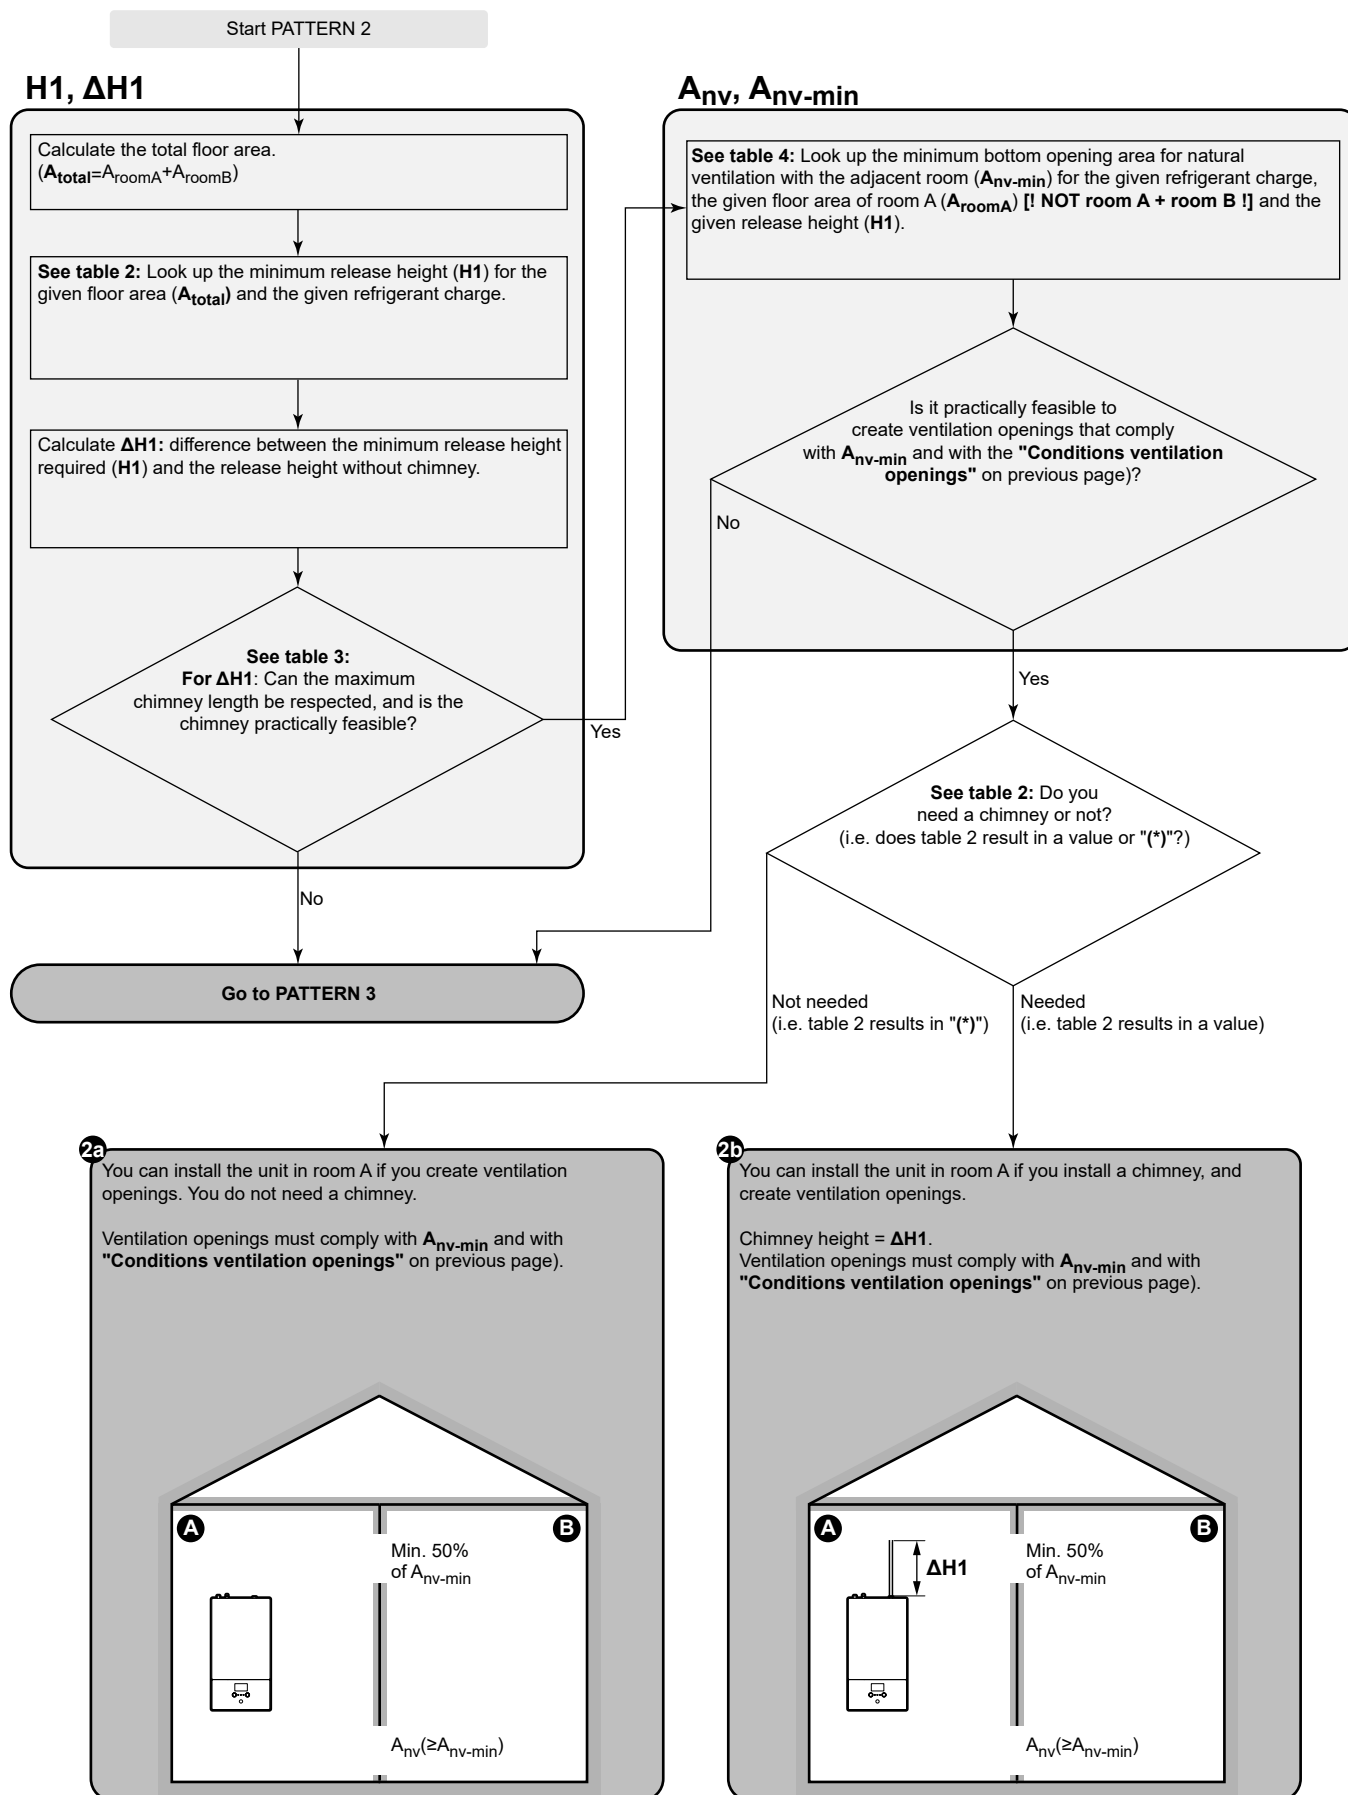 Start PATTERN 2
H1, ΔH1
Calculate the total floor area.
(Atotal=AroomA+AroomB)
See table 2: Look up the minimum release height (H1) for the
given floor area (Atotal) and the given refrigerant charge.
Calculate ΔH1: difference between the minimum release height
required (H1) and the release height without chimney.
See table 3:
For ΔH1: Can the maximum
chimney length be respected, and is the
chimney practically feasible?
Yes
No
Go to PATTERN 3
Anv, Anv-min
See table 4: Look up the minimum bottom opening area for natural
ventilation with the adjacent room (Anv-min) for the given refrigerant charge,
the given floor area of room A (AroomA) [! NOT room A + room B !] and the
given release height (H1).
Is it practically feasible to
create ventilation openings that comply
with Anv-min and with the "Conditions ventilation
openings" on previous page)?
No
Yes
See table 2: Do you
need a chimney or not?
(i.e. does table 2 result in a value or "(*)"?)
Not needed
(i.e. table 2 results in "(*)")
Needed
(i.e. table 2 results in a value)
2a
You can install the unit in room A if you create ventilation
openings. You do not need a chimney.
Ventilation openings must comply with Anv-min and with
"Conditions ventilation openings" on previous page).
A
B
Min. 50%
of Anv-min
Anv(≥Anv-min)
2b
You can install the unit in room A if you install a chimney, and
create ventilation openings.
Chimney height = ΔH1.
Ventilation openings must comply with Anv-min and with
"Conditions ventilation openings" on previous page).
A
B
ΔH1
Min. 50%
of Anv-min
Anv(≥Anv-min)